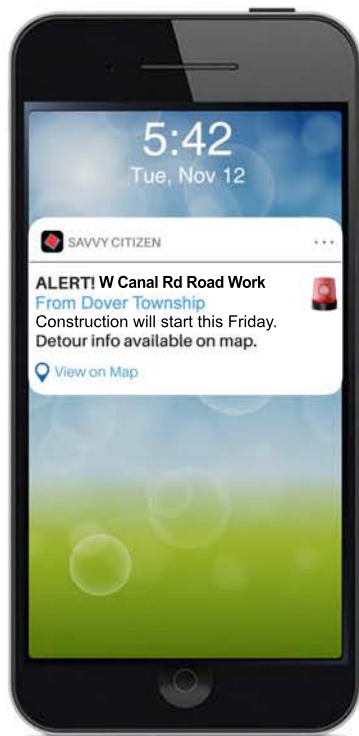 5:42
Tue, Nov 12
SAVVY CITIZEN
ALERT! W Canal Rd Road Work
From Dover Township
Construction will start this Friday.
Detour info available on map.
View on Map